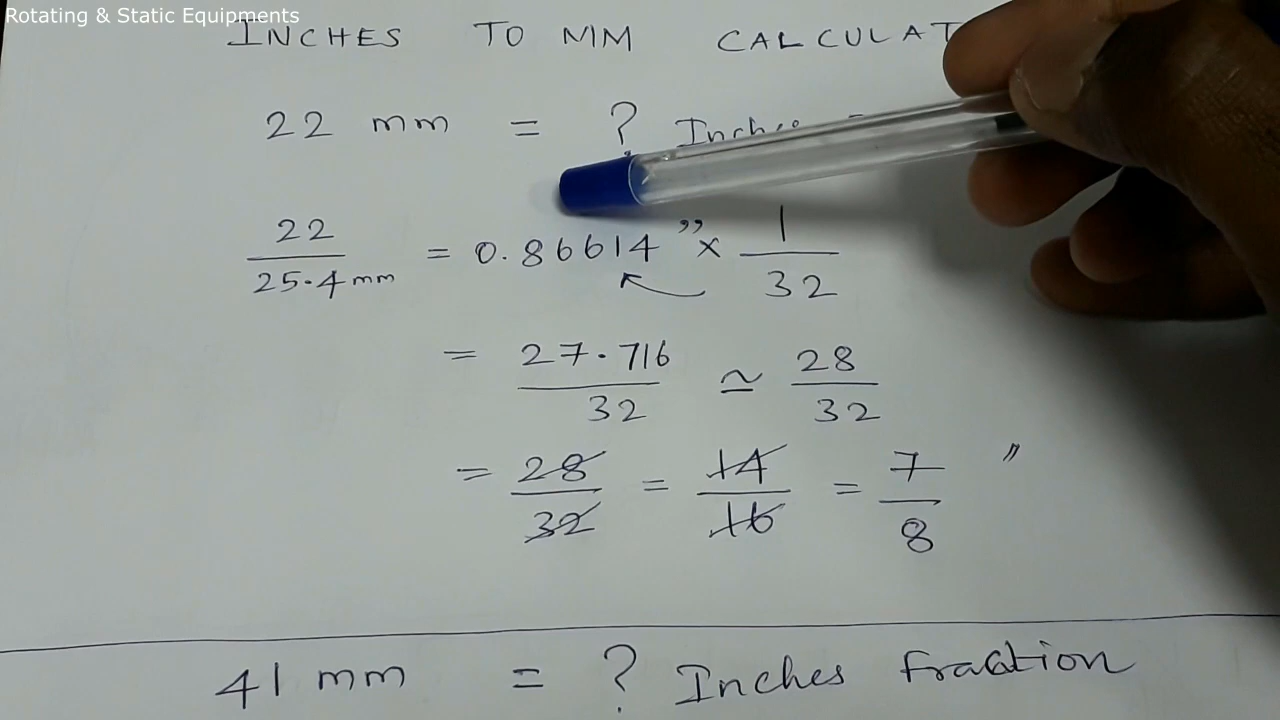 Rotating & Static Equipments
INCHES TO MM CALCULAT
22 mm = ? Inches =
22/25.4mm = 0.86614" × 1/32
= 27.716/32 ≃ 28/32
= 28/32 = 14/16 = 7/8 "
41 mm = ? Inches fraction